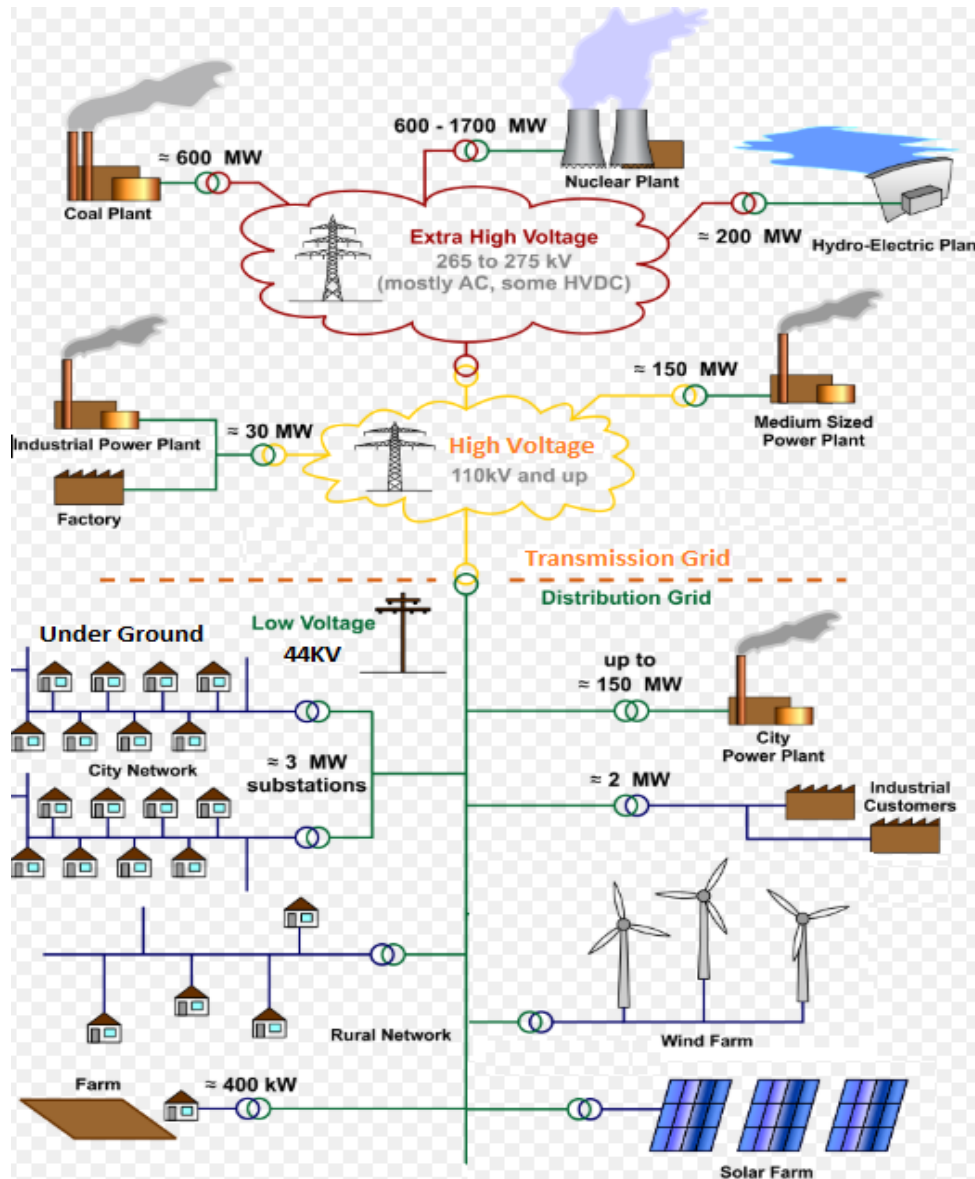 600 - 1700 MW
≈ 600 MW
Coal Plant
Nuclear Plant
≈ 200 MW
Hydro-Electric Plan
Extra High Voltage
265 to 275 kV
(mostly AC, some HVDC)
≈ 150 MW
Medium Sized
Power Plant
Industrial Power Plant
≈ 30 MW
Factory
High Voltage
110kV and up
Transmission Grid
Distribution Grid
Low Voltage
44KV
Under Ground
City Network
≈ 3 MW
substations
up to
≈ 150 MW
City
Power Plant
≈ 2 MW
Industrial
Customers
Rural Network
Wind Farm
Farm
≈ 400 kW
Solar Farm